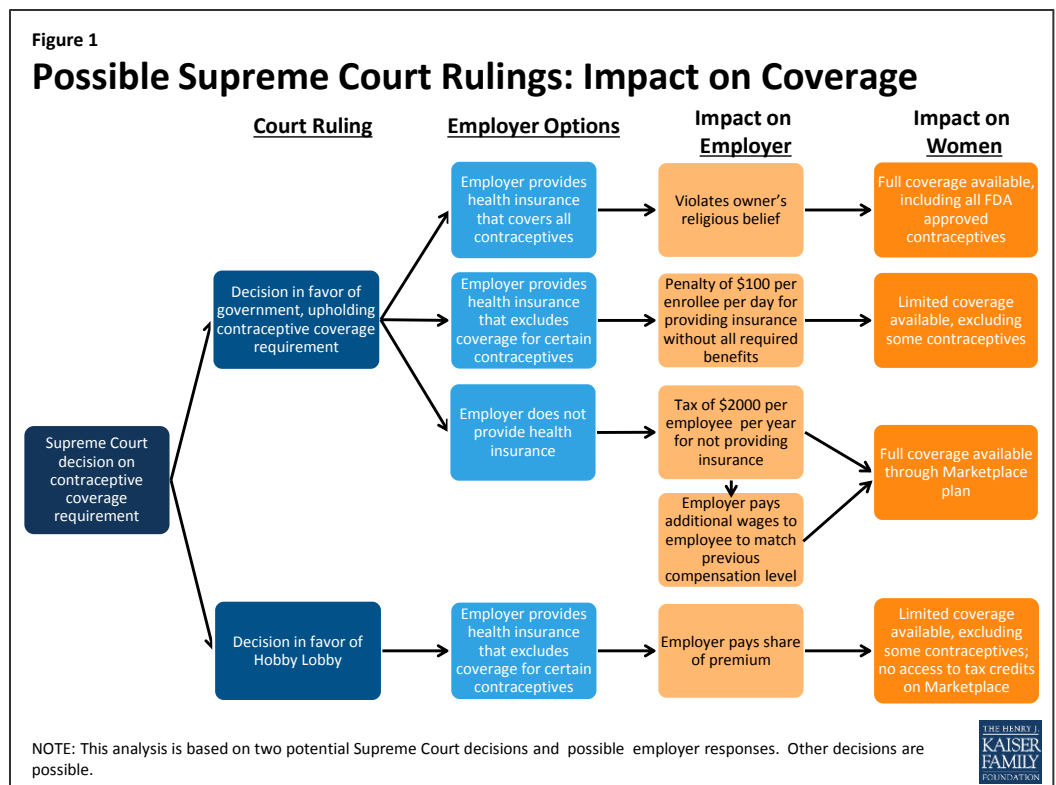 Figure 1
Possible Supreme Court Rulings: Impact on Coverage
Court Ruling
Employer Options
Impact on
Employer
Impact on
Women
Employer provides
health insurance
that covers all
contraceptives
Violates owner’s
religious belief
Full coverage available,
including all FDA
approved
contraceptives
Decision in favor of
government, upholding
contraceptive coverage
requirement
Employer provides
health insurance
that excludes
coverage for certain
contraceptives
Penalty of $100 per
enrollee per day for
providing insurance
without all required
benefits
Limited coverage
available, excluding
some contraceptives
Employer does not
provide health
insurance
Tax of $2000 per
employee per year
for not providing
insurance
Supreme Court
decision on
contraceptive
coverage
requirement
Full coverage available
through Marketplace
plan
Employer pays
additional wages to
employee to match
previous
compensation level
Decision in favor of
Hobby Lobby
Employer provides
health insurance
that excludes
coverage for certain
contraceptives
Employer pays share
of premium
Limited coverage
available, excluding
some contraceptives;
no access to tax credits
on Marketplace
NOTE: This analysis is based on two potential Supreme Court decisions and possible employer responses. Other decisions are
possible.
THE HENRY J.
KAISER
FAMILY
FOUNDATION